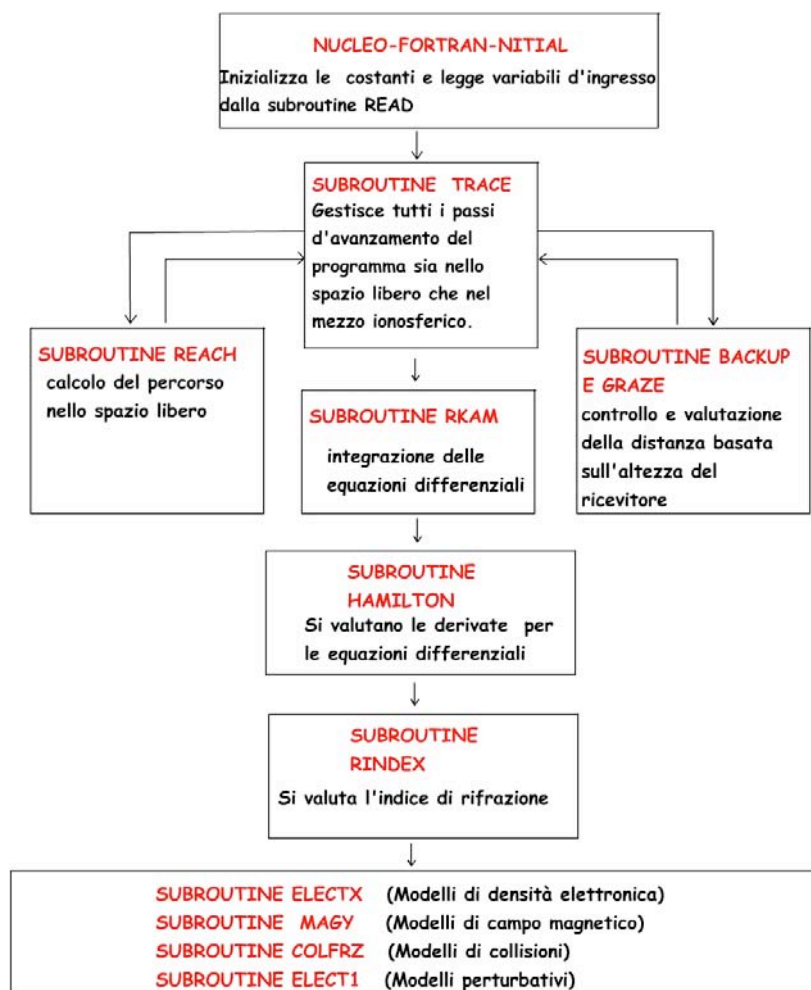 NUCLEO-FORTRAN-NITIAL
Inizializza le costanti e legge variabili d'ingresso
dalla subroutine READ
SUBROUTINE TRACE
Gestisce tutti i passi
d'avanzamento del
programma sia nello
spazio libero che nel
mezzo ionosferico.
SUBROUTINE REACH
calcolo del percorso
nello spazio libero
SUBROUTINE BACKUP
E GRAZE
controllo e valutazione
della distanza basata
sull'altezza del
ricevitore
SUBROUTINE RKAM
integrazione delle
equazioni differenziali
SUBROUTINE
HAMILTON
Si valutano le derivate per
le equazioni differenziali
SUBROUTINE
RINDEX
Si valuta l'indice di rifrazione
SUBROUTINE ELECTX (Modelli di densità elettronica)
SUBROUTINE MAGY (Modelli di campo magnetico)
SUBROUTINE COLFRZ (Modelli di collisioni)
SUBROUTINE ELECT1 (Modelli perturbativi)